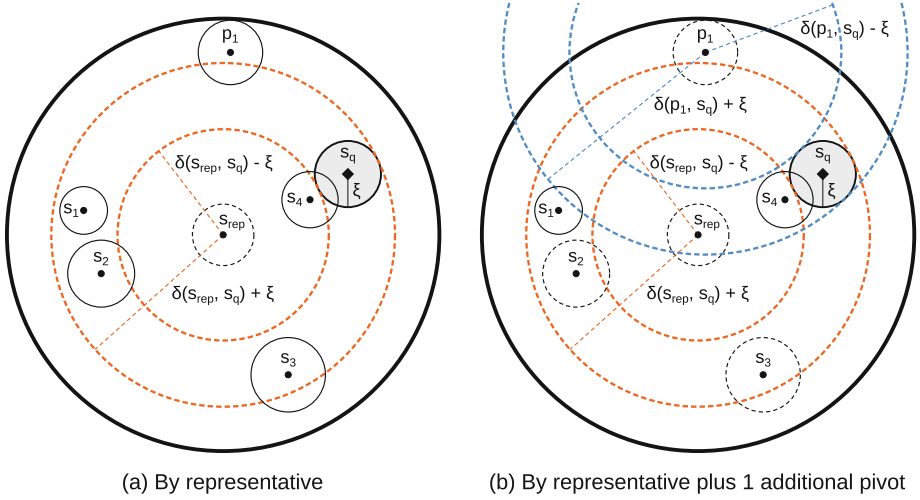 p1
δ(srep, sq) - ξ
sq
ξ
s4
s1
srep
s2
δ(srep, sq) + ξ
s3
(a) By representative
δ(p1, sq) - ξ
p1
δ(p1, sq) + ξ
δ(srep, sq) - ξ
sq
ξ
s4
s1
srep
s2
δ(srep, sq) + ξ
s3
(b) By representative plus 1 additional pivot